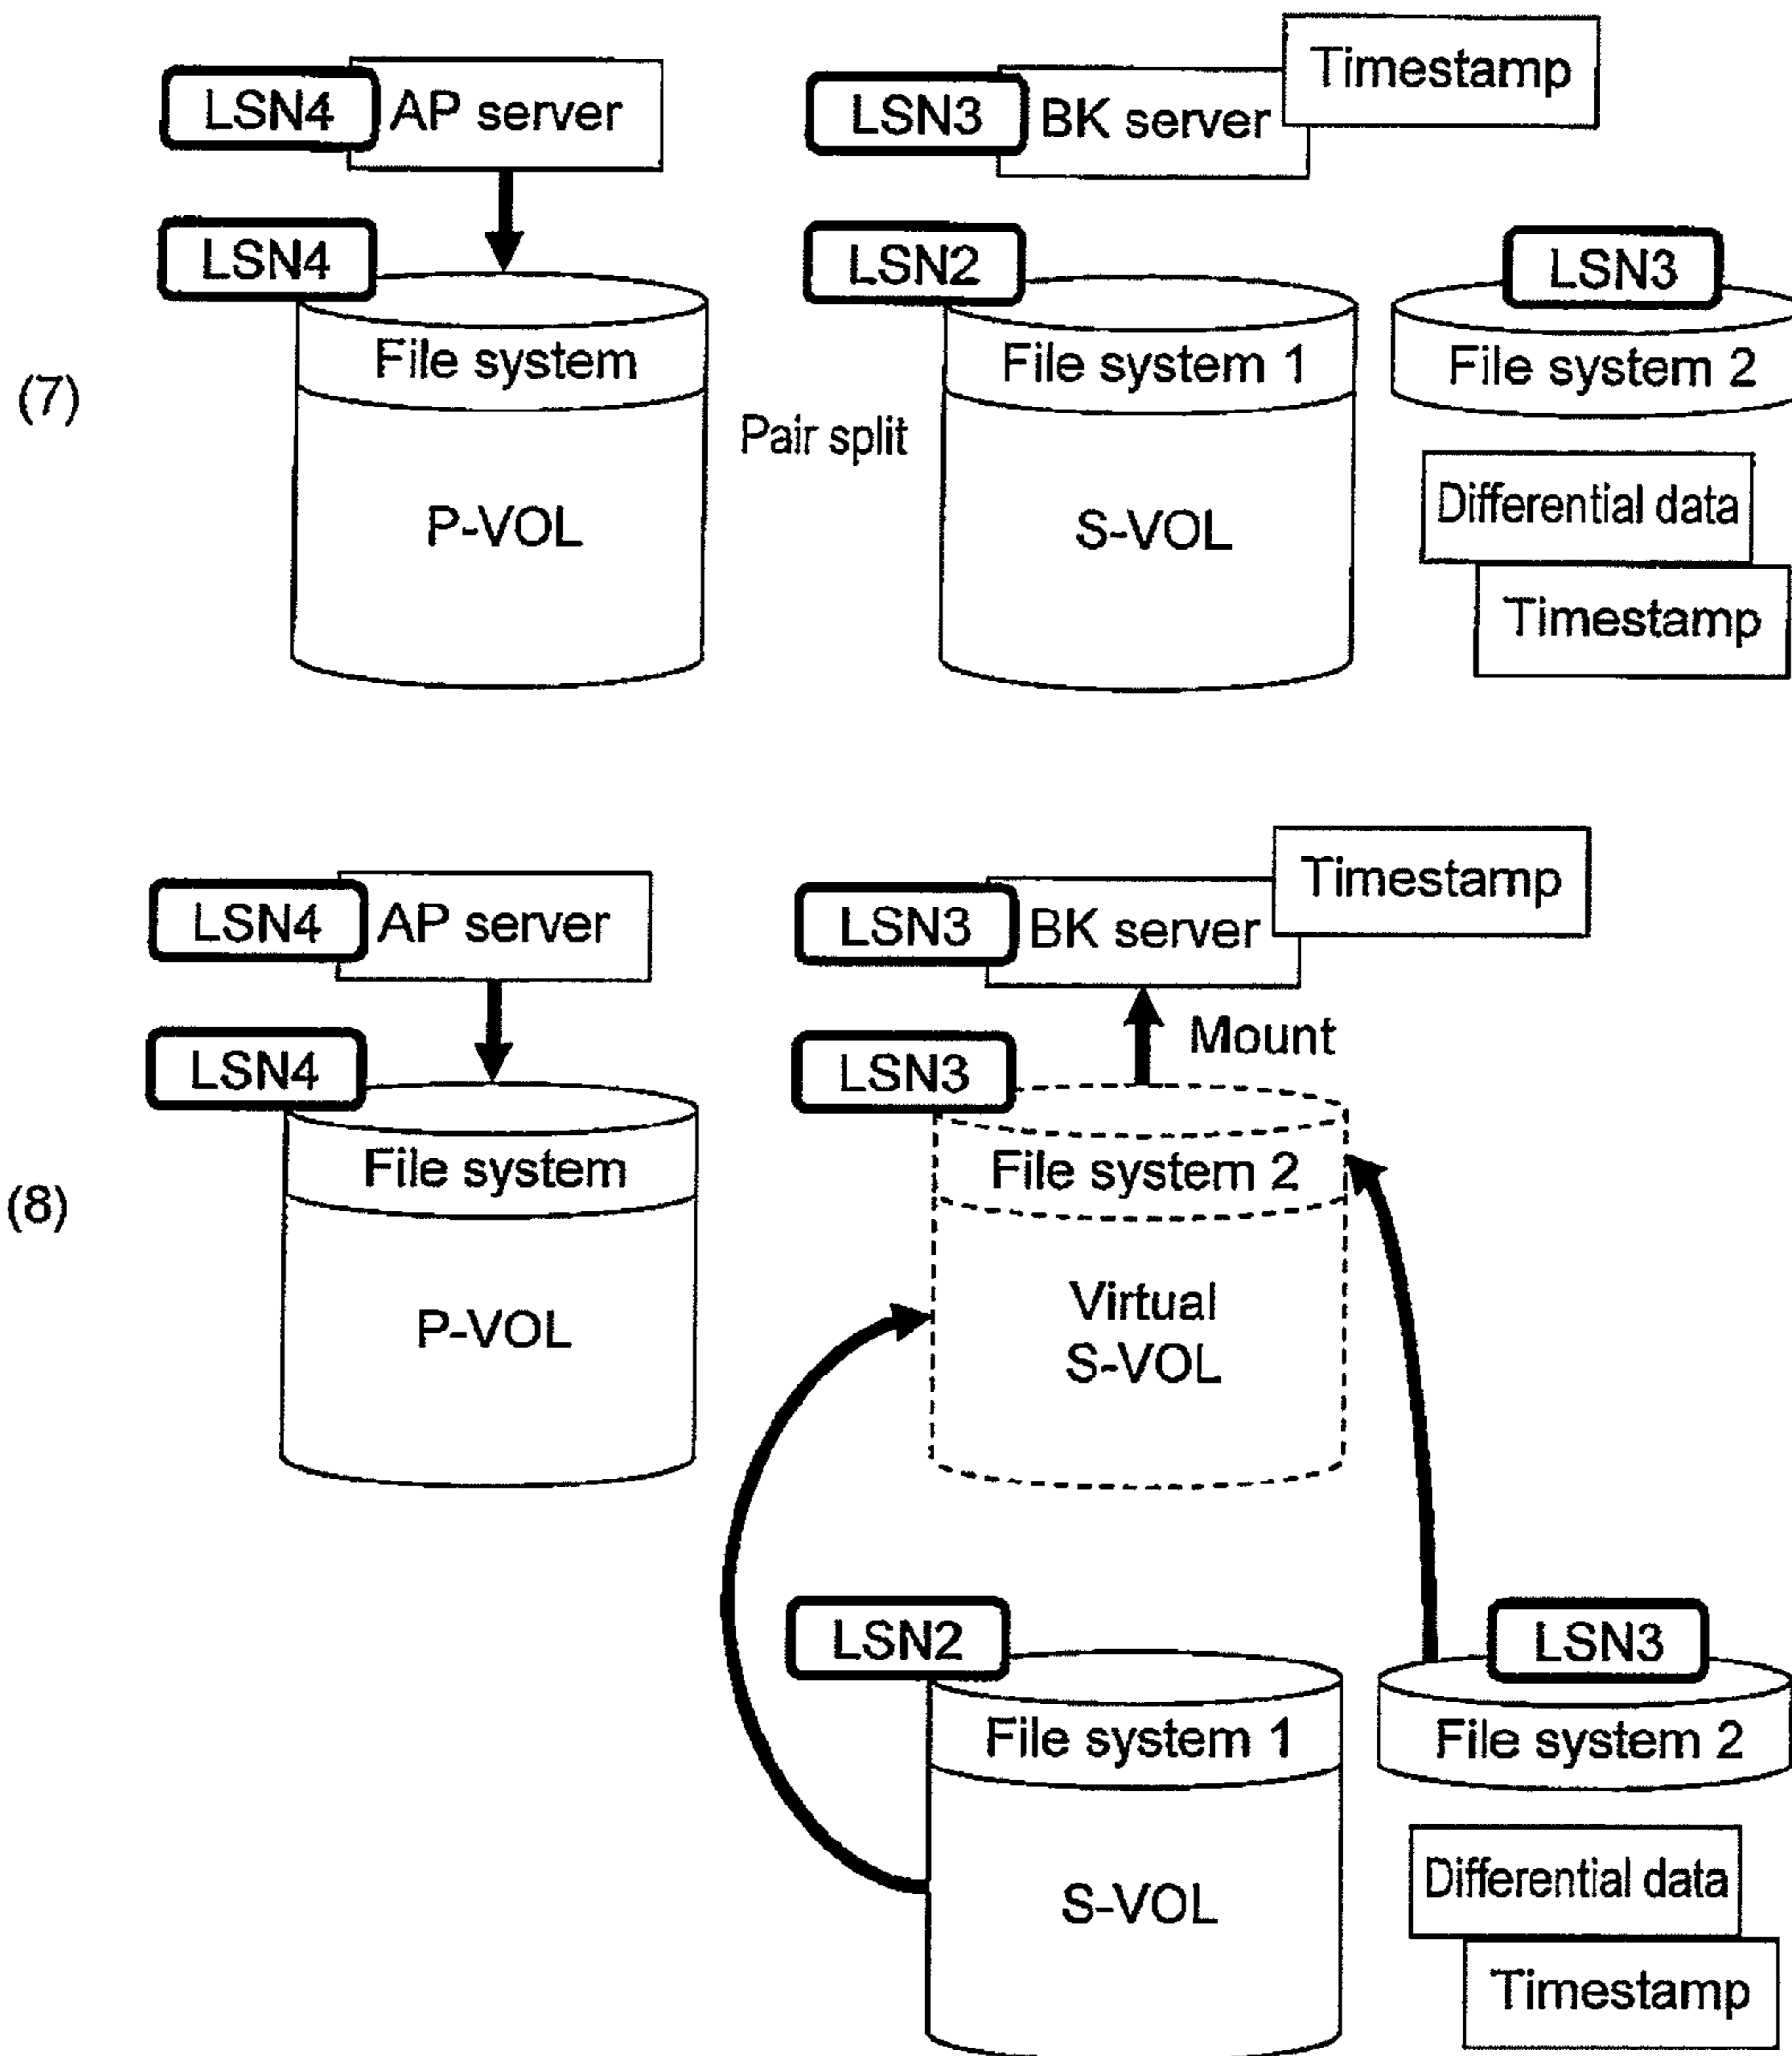 Timestamp
LSN4
AP server
LSN3
BK server
LSN4
LSN2
LSN3
File system
File system 1
File system 2
(7)
Pair split
P-VOL
S-VOL
Differential data
Timestamp
Timestamp
LSN4
AP server
LSN3
BK server
Mount
LSN4
LSN3
File system
File system 2
(8)
P-VOL
Virtual
S-VOL
LSN2
LSN3
File system 1
File system 2
S-VOL
Differential data
Timestamp